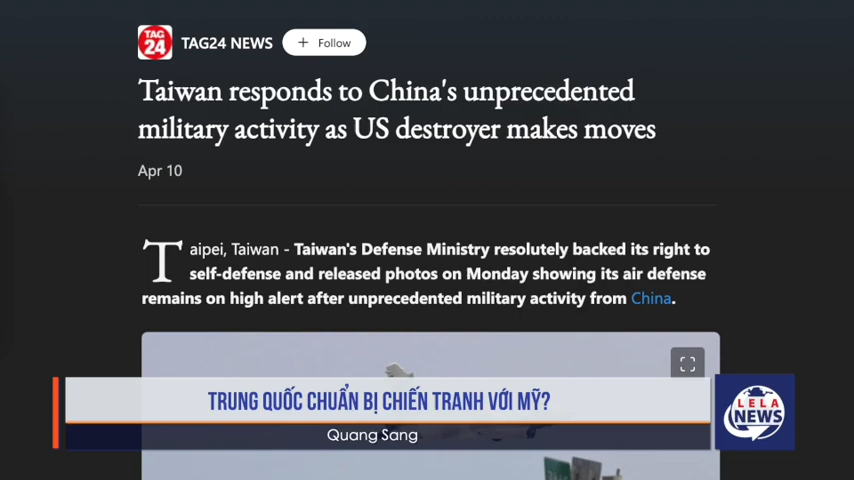 TAG 24
TAG24 NEWS
+ Follow
Taiwan responds to China's unprecedented
military activity as US destroyer makes moves
Apr 10
Taipei, Taiwan - Taiwan's Defense Ministry resolutely backed its right to
self-defense and released photos on Monday showing its air defense
remains on high alert after unprecedented military activity from China.
TRUNG QUỐC CHUẨN BỊ CHIẾN TRANH VỚI MỸ?
Quang Sang
LELA
NEWS